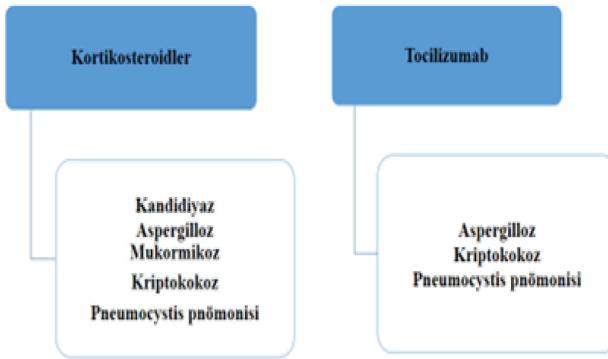 Kortikosteroidler
Kandidiyaz
Aspergilloz
Mukormikoz
Kriptokokoz
Pneumocystis pnömonisi
Tocilizumab
Aspergilloz
Kriptokokoz
Pneumocystis pnömonisi